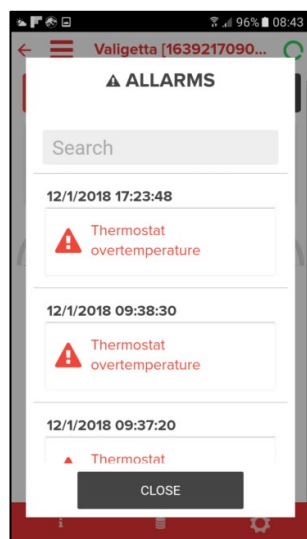 96% 08:43
Valigetta [1639217090...
ALLARMS
Search
12/1/2018 17:23:48
Thermostat
overtemperature
12/1/2018 09:38:30
Thermostat
overtemperature
12/1/2018 09:37:20
Thermostat
CLOSE